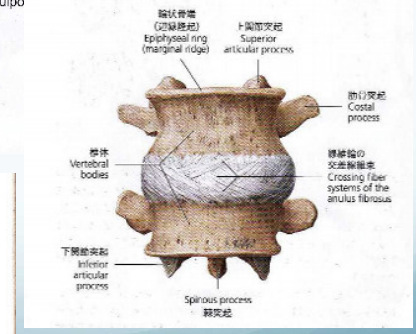 uipo
輪状骨端
(辺縁隆起)
Epiphyseal ring
(marginal ridge)
上関節突起
Superior
articular process
肋骨突起
Costal
process
椎体
Vertebral
bodies
線維輪の
交差線維束
Crossing fiber
systems of the
anulus fibrosus
下関節突起
Inferior
articular
process
Spinous process
棘突起